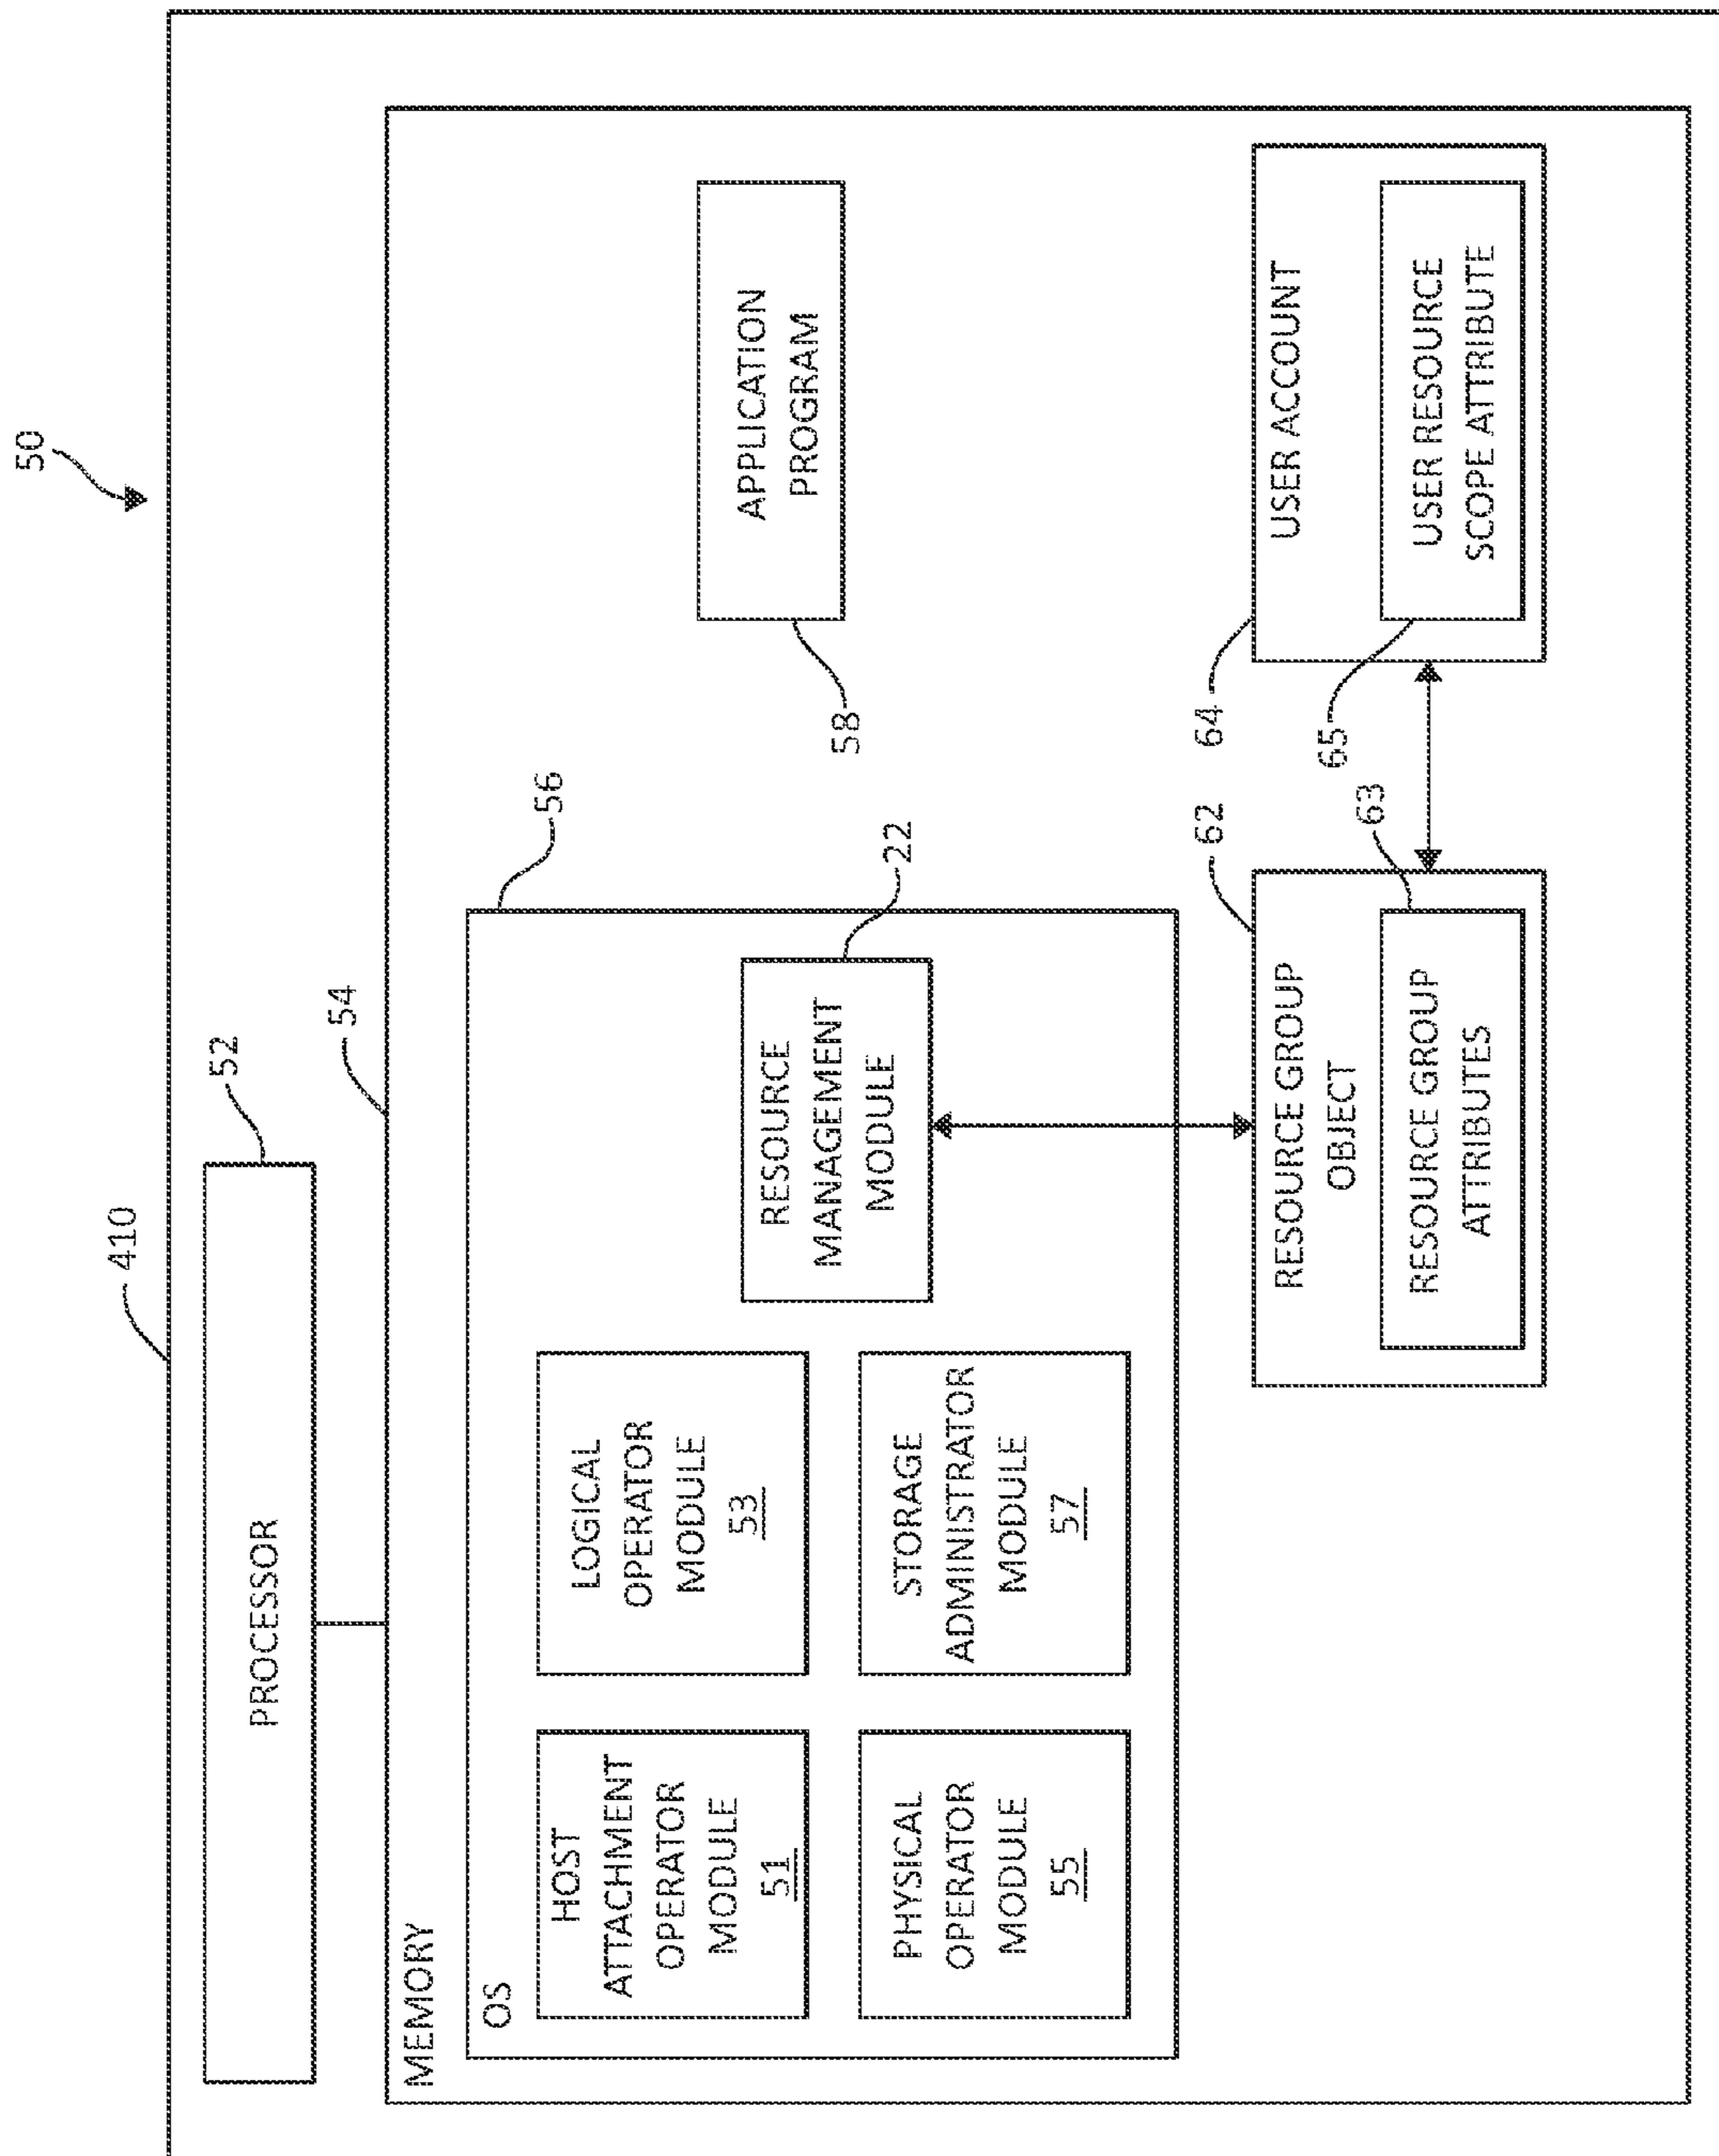 50
410
PROCESSOR
52
MEMORY
54
OS
56
HOST
ATTACHMENT
OPERATOR
MODULE
51
LOGICAL
OPERATOR
MODULE
53
PHYSICAL
OPERATOR
MODULE
55
STORAGE
ADMINISTRATOR
MODULE
57
RESOURCE
MANAGEMENT
MODULE
22
APPLICATION
PROGRAM
58
RESOURCE GROUP
OBJECT
62
RESOURCE GROUP
ATTRIBUTES
63
USER ACCOUNT
64
USER RESOURCE
SCOPE ATTRIBUTE
65